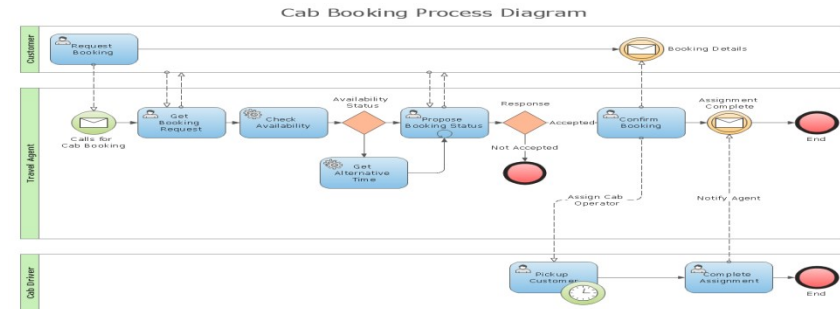 Cab Booking Process Diagram
Customer
Request
Booking
Booking Details
Travel Agent
Calls for
Cab Booking
Get
Booking
Request
Check
Availability
Availability
Status
Get
Alternative
Time
Propose
Booking Status
Response
Accepted
Not Accepted
Confirm
Booking
Assignment
Complete
End
Assign Cab
Operator
Notify Agent
Cab Driver
Pickup
Customer
Complete
Assignment
End